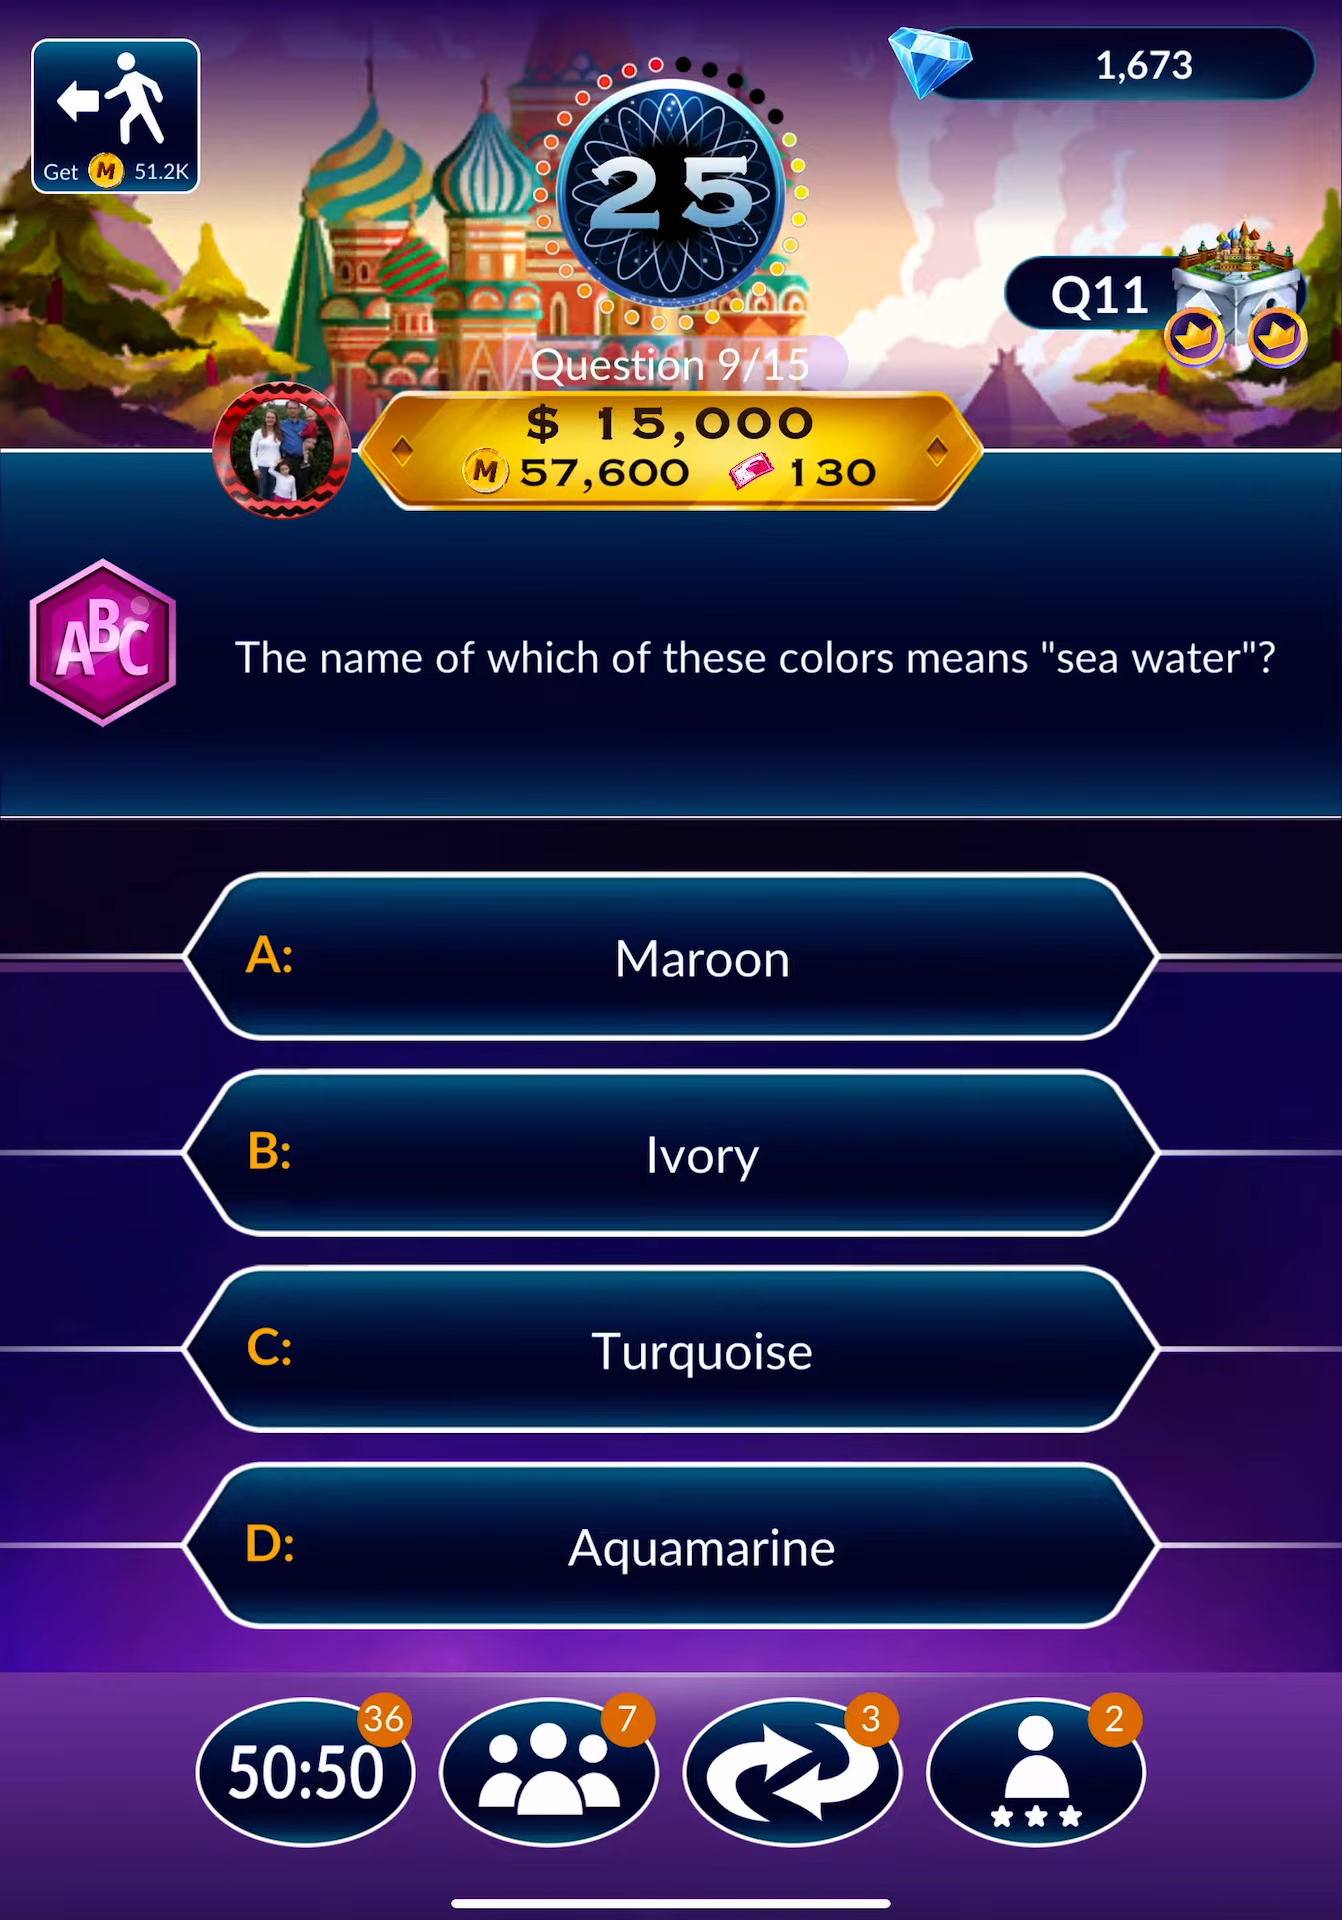 1,673
Get M 51.2K
25
Q11
Question 9/15
$ 15,000
M 57,600 130
ABC
The name of which of these colors means "sea water"?
A: Maroon
B: Ivory
C: Turquoise
D: Aquamarine
36
7
3
2
50:50